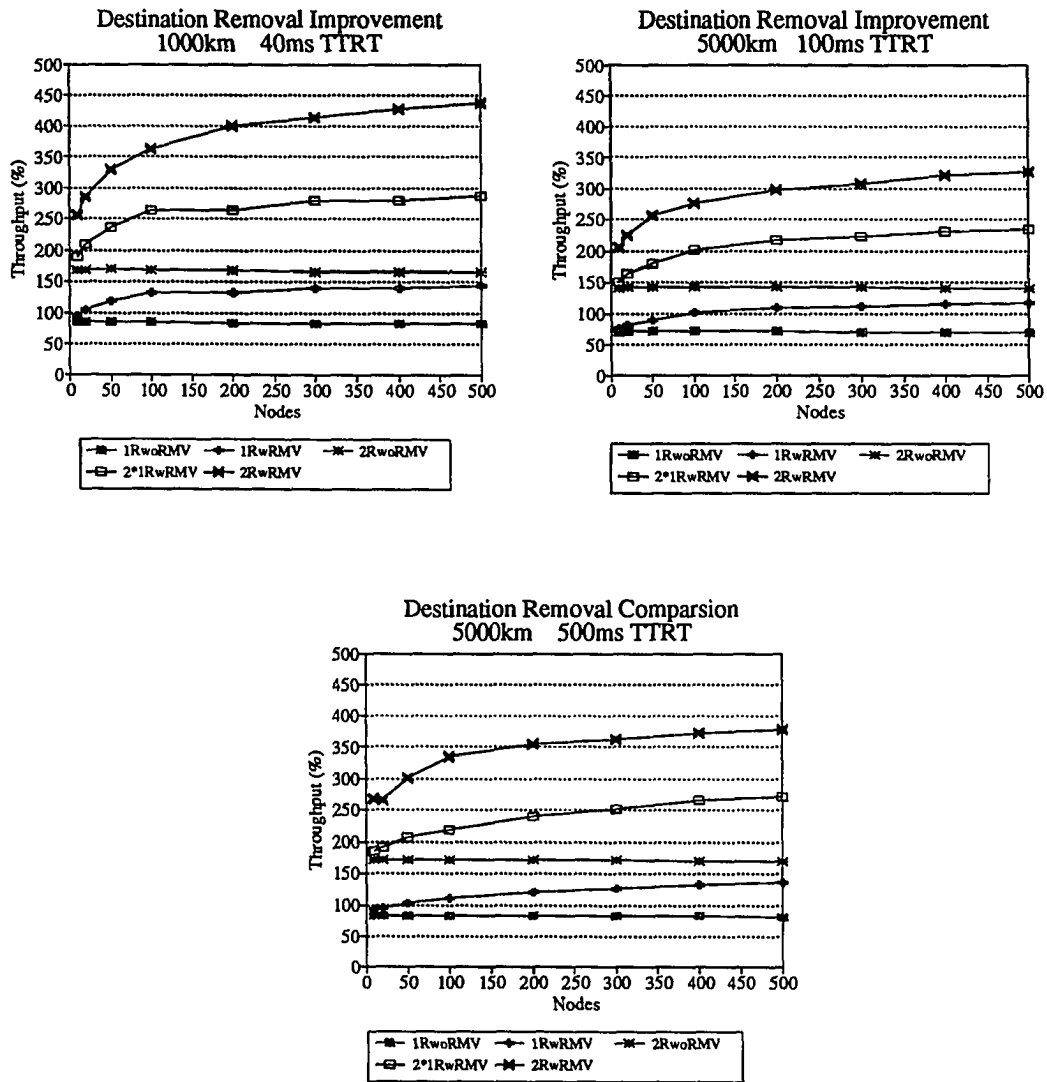 Destination Removal Improvement
1000km 40ms TTRT
500
450
400
350
300
250
200
150
100
50
0
Throughput (%)
0 50 100 150 200 250 300 350 400 450 500
Nodes
1RwoRMV 1RwRMV 2RwoRMV
2*1RwRMV 2RwRMV
Destination Removal Improvement
5000km 100ms TTRT
500
450
400
350
300
250
200
150
100
50
0
Throughput (%)
0 50 100 150 200 250 300 350 400 450 500
Nodes
1RwoRMV 1RwRMV 2RwoRMV
2*1RwRMV 2RwRMV
Destination Removal Comparsion
5000km 500ms TTRT
500
450
400
350
300
250
200
150
100
50
0
Throughput (%)
0 50 100 150 200 250 300 350 400 450 500
Nodes
1RwoRMV 1RwRMV 2RwoRMV
2*1RwRMV 2RwRMV